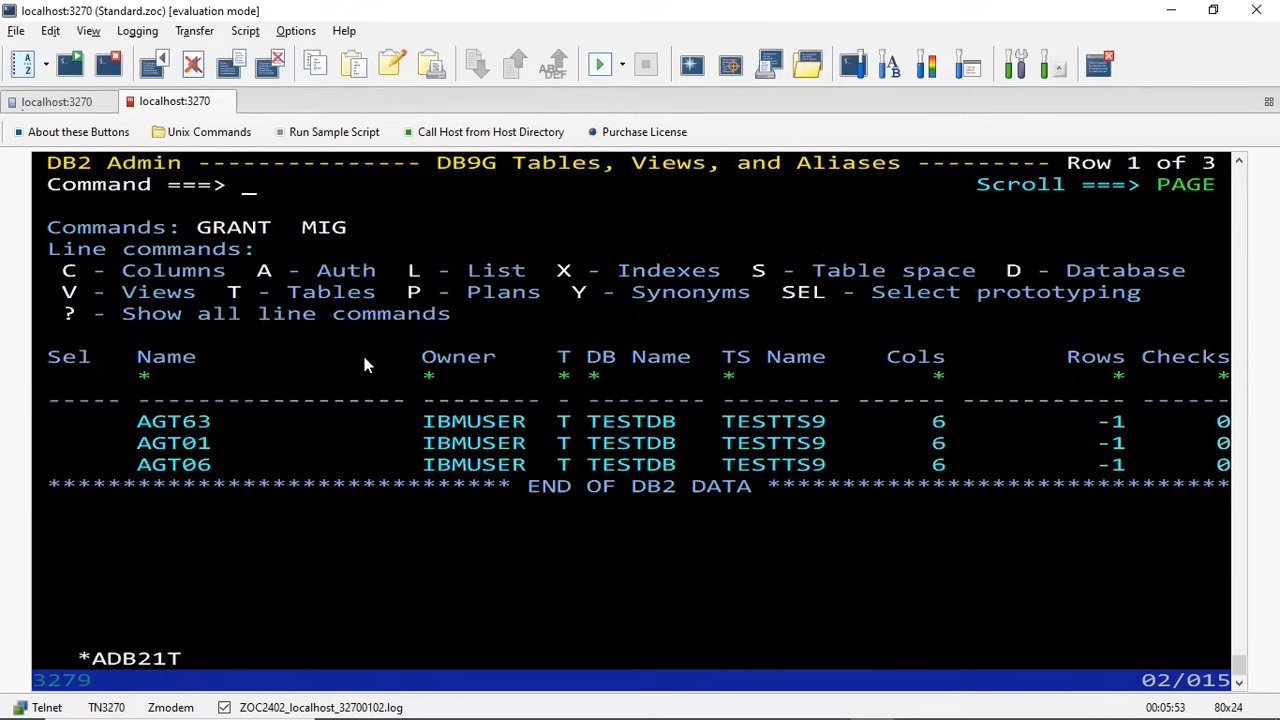 localhost:3270 (Standard.zoc) [evaluation mode]
File Edit View Logging Transfer Script Options Help
localhost:3270 localhost:3270
About these Buttons Unix Commands Run Sample Script Call Host from Host Directory Purchase License
DB2 Admin --------------- DB9G Tables, Views, and Aliases --------- Row 1 of 3
Command ===> _ Scroll ===> PAGE
Commands: GRANT MIG
Line commands:
C - Columns A - Auth L - List X - Indexes S - Table space D - Database
V - Views T - Tables P - Plans Y - Synonyms SEL - Select prototyping
? - Show all line commands
Sel Name Owner T DB Name TS Name Cols Rows Checks
* * * * * * * *
----- ------------------ -------- - -------- -------- ------ ----------- ------
AGT63 IBMUSER T TESTDB TESTTS9 6 -1 0
AGT01 IBMUSER T TESTDB TESTTS9 6 -1 0
AGT06 IBMUSER T TESTDB TESTTS9 6 -1 0
******************************* END OF DB2 DATA *******************************
*ADB21T
3279 02/015
Telnet TN3270 Zmodem ZOC2402_localhost_32700102.log 00:05:53 80x24